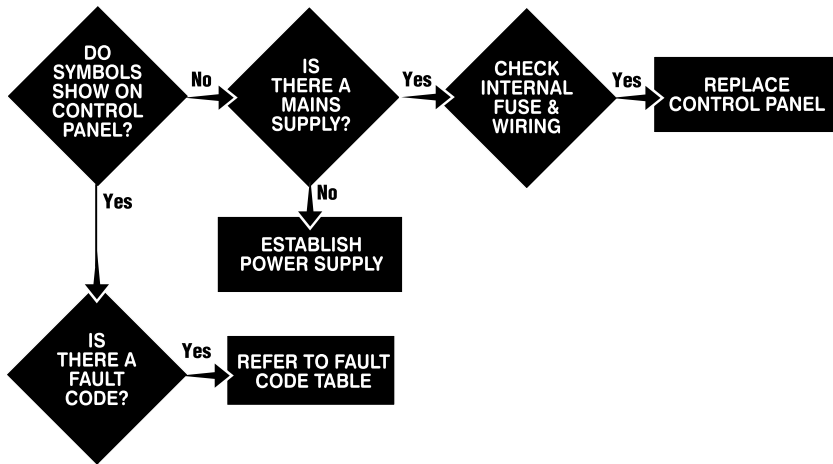 DO
SYMBOLS
SHOW ON
CONTROL
PANEL?
No
IS
THERE A
MAINS
SUPPLY?
Yes
CHECK
INTERNAL
FUSE &
WIRING
Yes
REPLACE
CONTROL PANEL
Yes
No
ESTABLISH
POWER SUPPLY
IS
THERE A
FAULT
CODE?
Yes
REFER TO FAULT
CODE TABLE